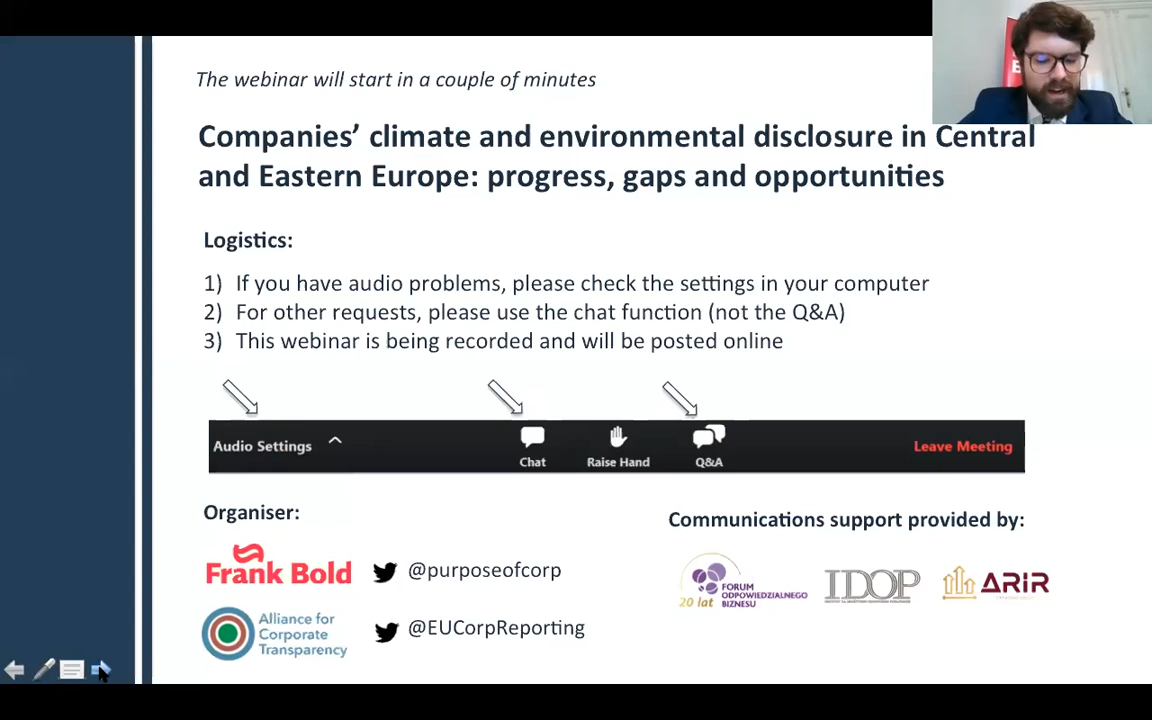 The webinar will start in a couple of minutes
Companies’ climate and environmental disclosure in Central
and Eastern Europe: progress, gaps and opportunities
Logistics:
1) If you have audio problems, please check the settings in your computer
2) For other requests, please use the chat function (not the Q&A)
3) This webinar is being recorded and will be posted online
Audio Settings
Chat
Raise Hand
Q&A
Leave Meeting
Organiser:
Communications support provided by:
Frank Bold
@purposeofcorp
20 lat
FORUM
ODPOWIEDZIALNEGO
BIZNESU
IDOP
ARIR
Alliance for
Corporate
Transparency
@EUCorpReporting